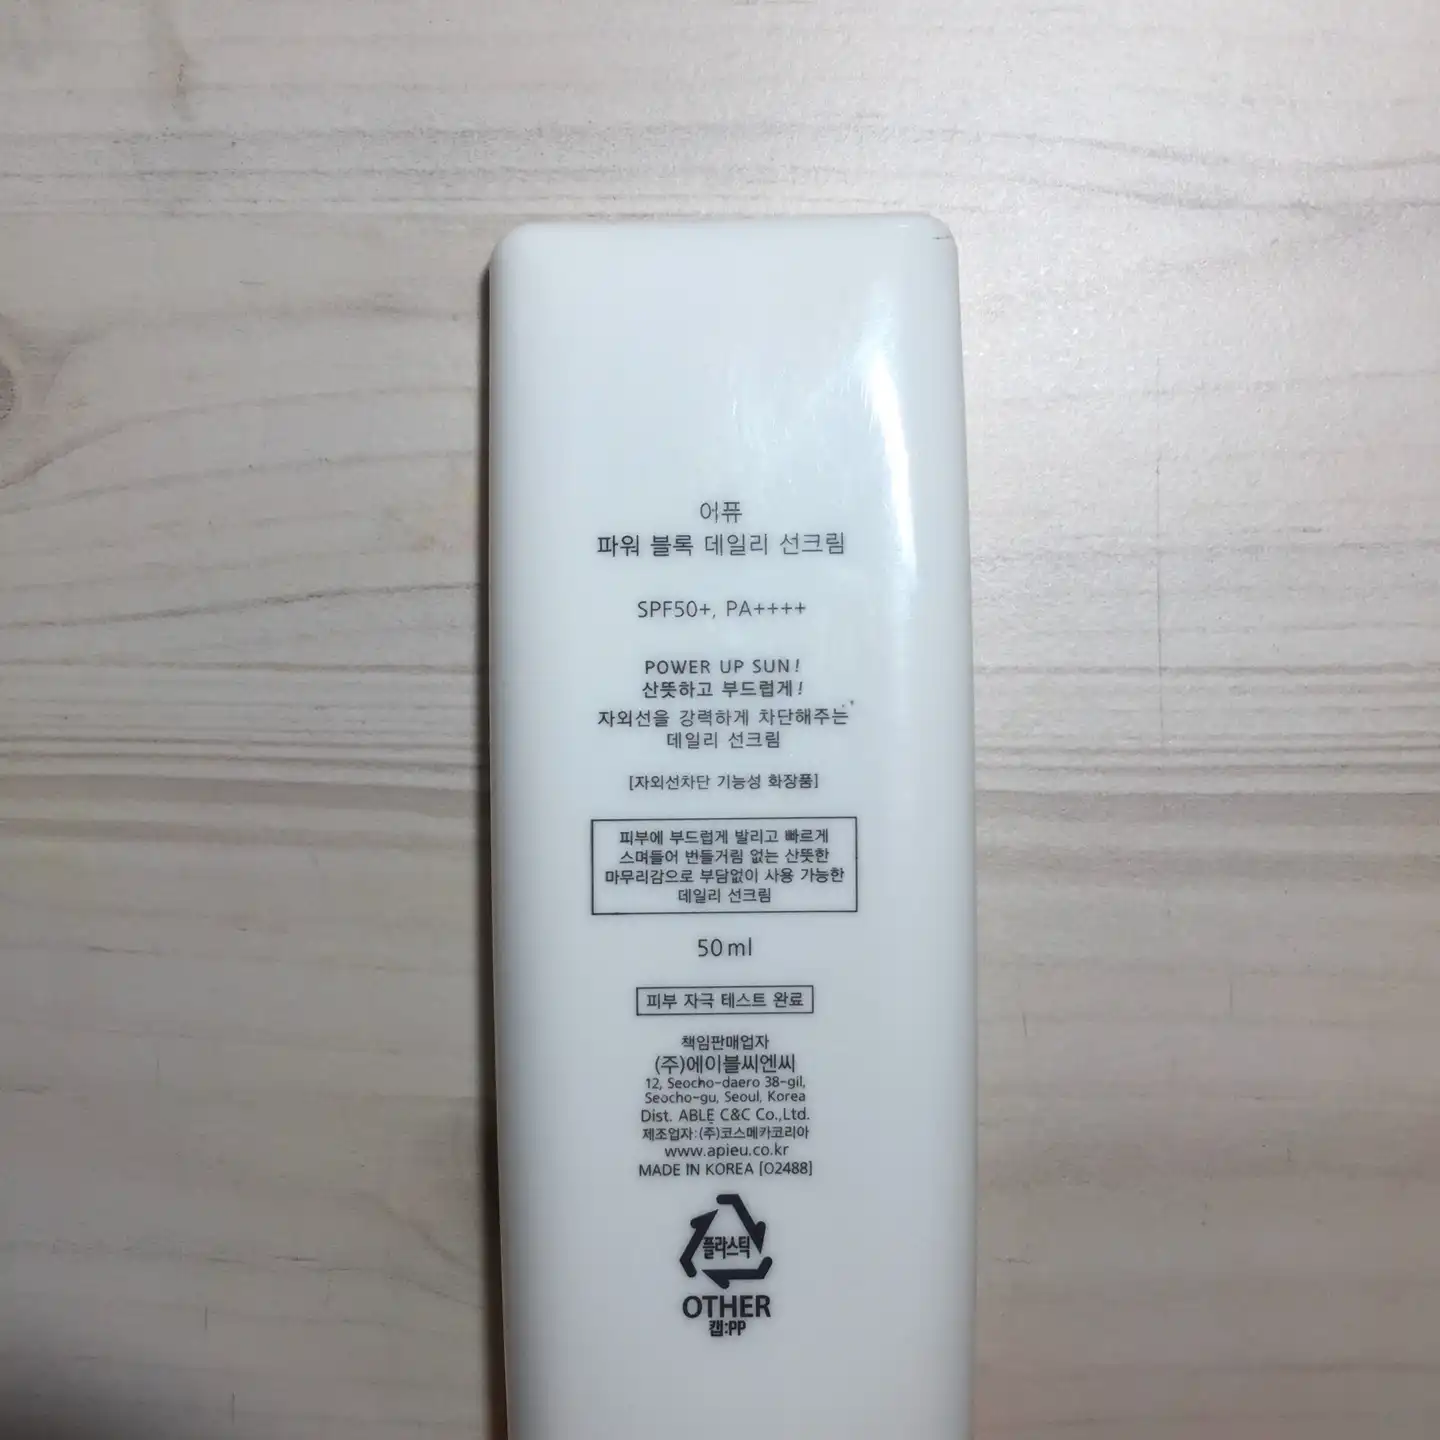 어퓨
파워 블록 데일리 선크림
SPF50+, PA++++
POWER UP SUN!
산뜻하고 부드럽게!
자외선을 강력하게 차단해주는
데일리 선크림
[자외선차단 기능성 화장품]
피부에 부드럽게 발리고 빠르게
스며들어 번들거림 없는 산뜻한
마무리감으로 부담없이 사용 가능한
데일리 선크림
50ml
피부 자극 테스트 완료
책임판매업자
(주)에이블씨엔씨
12, Seocho-daero 38-gil,
Seocho-gu, Seoul, Korea
Dist. ABLE C&C Co.,Ltd.
제조업자:(주)코스메카코리아
www.apieu.co.kr
MADE IN KOREA [O2488]
플라스틱
OTHER
캡:PP